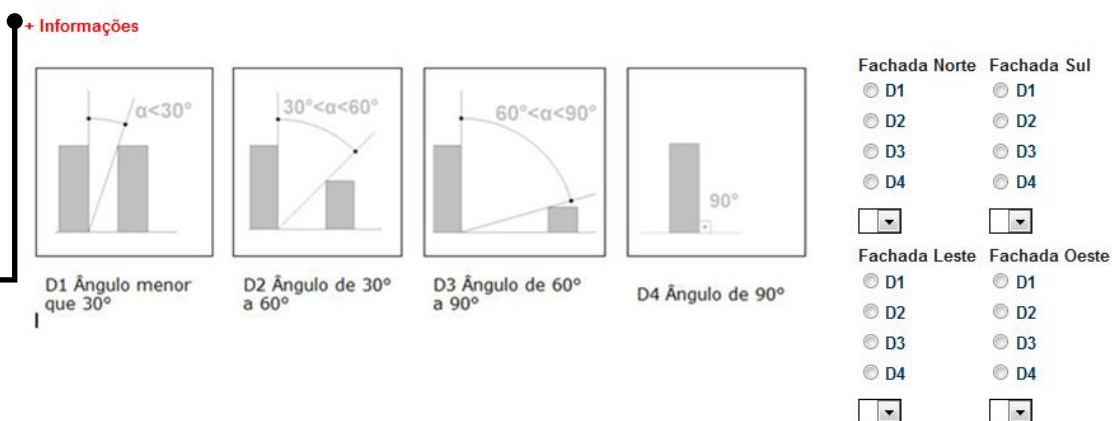 + Informações
α<30°
30°<α<60°
60°<α<90°
90°
D1 Ângulo menor
que 30º
D2 Ângulo de 30°
a 60°
D3 Ângulo de 60°
a 90°
D4 Ângulo de 90°
Fachada Norte Fachada Sul
D1 D1
D2 D2
D3 D3
D4 D4
Fachada Leste Fachada Oeste
D1 D1
D2 D2
D3 D3
D4 D4